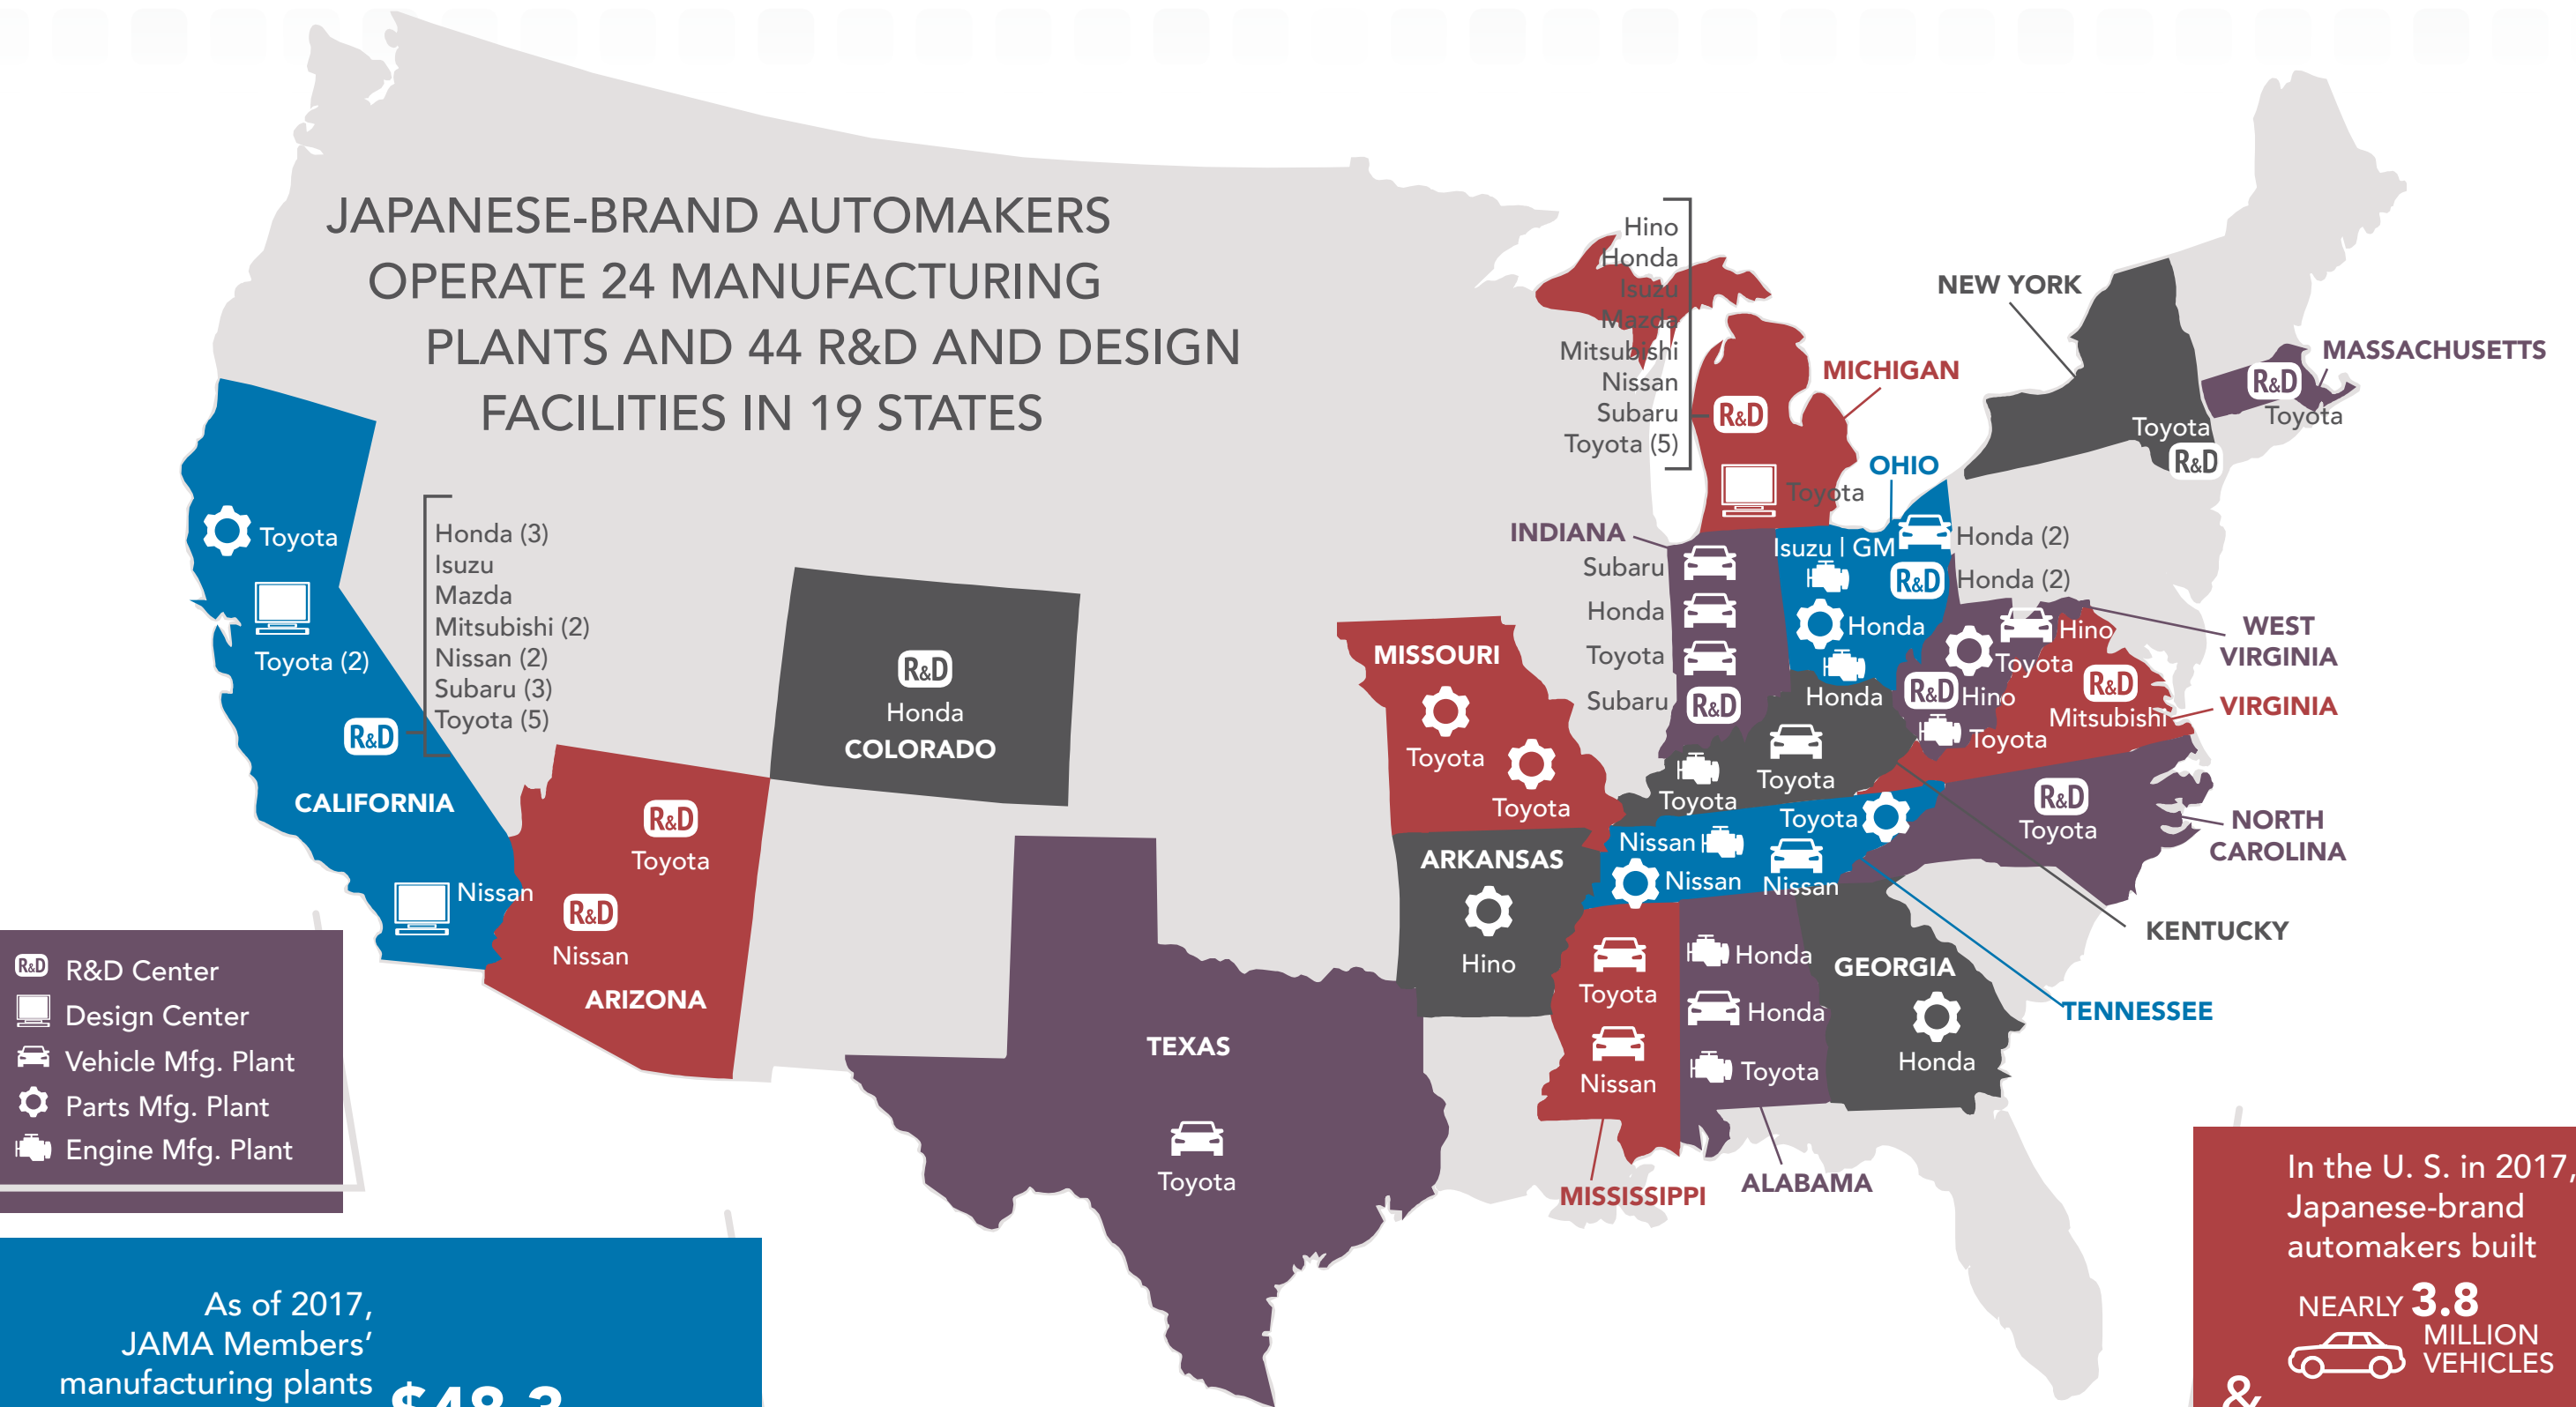 JAPANESE-BRAND AUTOMAKERS
OPERATE 24 MANUFACTURING
PLANTS AND 44 R&D AND DESIGN
FACILITIES IN 19 STATES
Toyota
Toyota (2)
Honda (3)
Isuzu
Mazda
Mitsubishi (2)
Nissan (2)
Subaru (3)
Toyota (5)
R&D
CALIFORNIA
Nissan
R&D
Toyota
R&D
Nissan
ARIZONA
R&D
Honda
COLORADO
TEXAS
Toyota
MISSOURI
Toyota
Toyota
ARKANSAS
Hino
Hino
Honda
Isuzu
Mazda
Mitsubishi
Nissan
Subaru
Toyota (5)
R&D
MICHIGAN
Toyota
NEW YORK
Toyota
R&D
MASSACHUSETTS
R&D
Toyota
INDIANA
Subaru
Honda
Toyota
Subaru
R&D
OHIO
Isuzu | GM
Honda (2)
R&D
Honda (2)
Honda
Honda
WEST
VIRGINIA
Hino
Toyota
R&D
Hino
Toyota
VIRGINIA
R&D
Mitsubishi
KENTUCKY
Toyota
Toyota
TENNESSEE
Toyota
Nissan
Nissan
Nissan
NORTH
CAROLINA
R&D
Toyota
MISSISSIPPI
Toyota
Nissan
ALABAMA
Honda
Honda
Toyota
GEORGIA
Honda
R&D
R&D Center
Design Center
Vehicle Mfg. Plant
Parts Mfg. Plant
Engine Mfg. Plant
As of 2017,
JAMA Members’
manufacturing plants
$48.3
In the U. S. in 2017,
Japanese-brand
automakers built
NEARLY 3.8
MILLION
VEHICLES
&